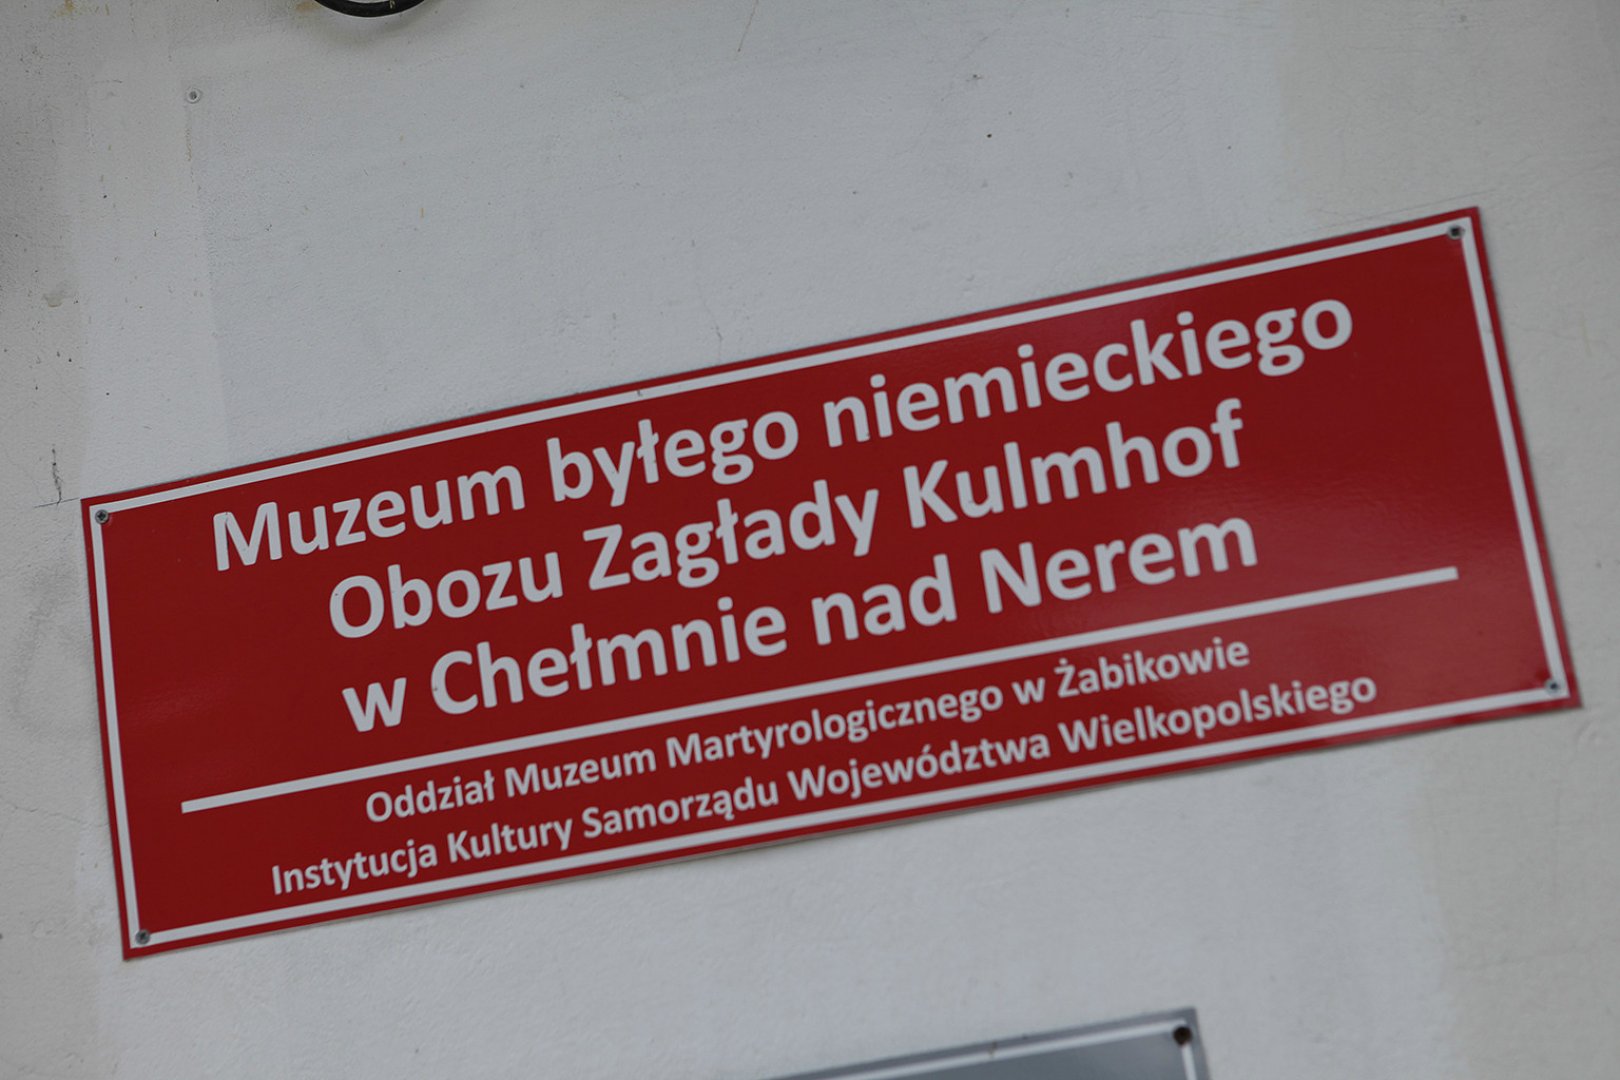 Muzeum byłego niemieckiego
Obozu Zagłady Kulmhof
w Chełmnie nad Nerem
Oddział Muzeum Martyrologicznego w Żabikowie
Instytucja Kultury Samorządu Województwa Wielkopolskiego